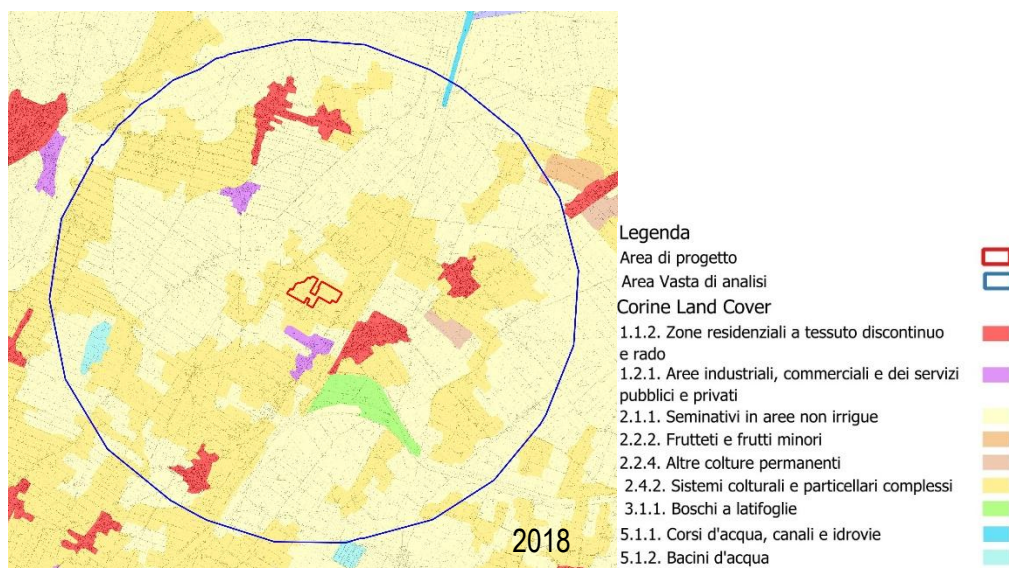 Legenda
Area di progetto
Area Vasta di analisi
Corine Land Cover
1.1.2. Zone residenziali a tessuto discontinuo
e rado
1.2.1. Aree industriali, commerciali e dei servizi
pubblici e privati
2.1.1. Seminativi in aree non irrigue
2.2.2. Frutteti e frutti minori
2.2.4. Altre colture permanenti
2.4.2. Sistemi colturali e particellari complessi
3.1.1. Boschi a latifoglie
5.1.1. Corsi d'acqua, canali e idrovie
5.1.2. Bacini d'acqua
2018